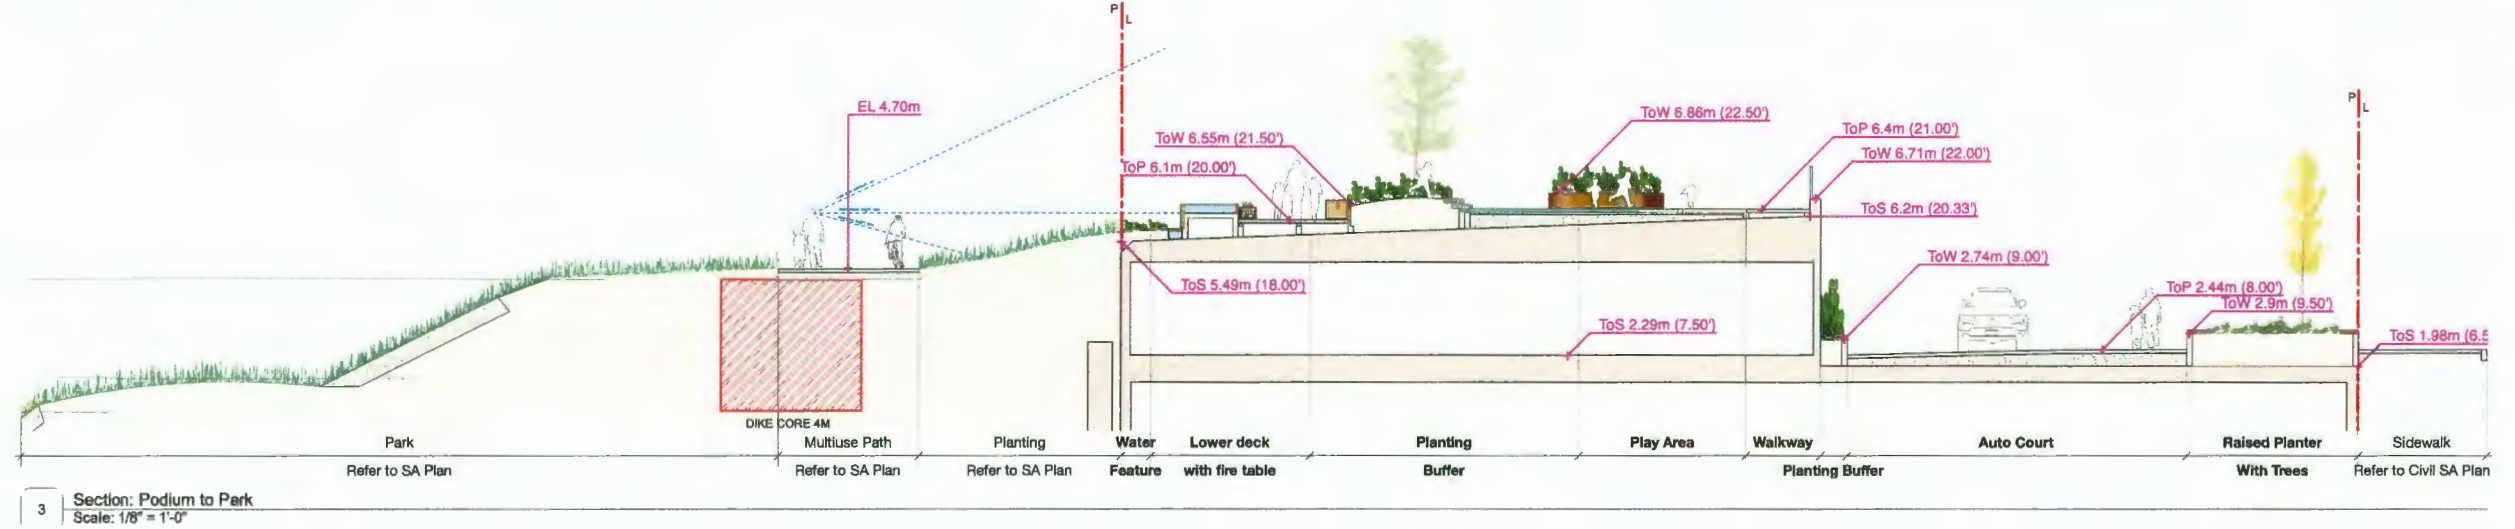 P L
EL 4.70m
ToW 6.55m (21.50')
ToP 6.1m (20.00')
ToS 5.49m (18.00')
ToW 6.86m (22.50')
ToP 6.4m (21.00')
ToW 6.71m (22.00')
ToS 6.2m (20.33')
ToS 2.29m (7.50')
ToW 2.74m (9.00')
ToP 2.44m (8.00')
ToW 2.9m (9.50')
P L
ToS 1.98m (6.5
DIKE CORE 4M
Park
Refer to SA Plan
Multiuse Path
Refer to SA Plan
Planting
Refer to SA Plan
Water
Feature
Lower deck
with fire table
Planting
Buffer
Play Area
Walkway
Planting Buffer
Auto Court
Raised Planter
With Trees
Sidewalk
Refer to Civil SA Plan
3
Section: Podium to Park
Scale: 1/8" = 1'-0"